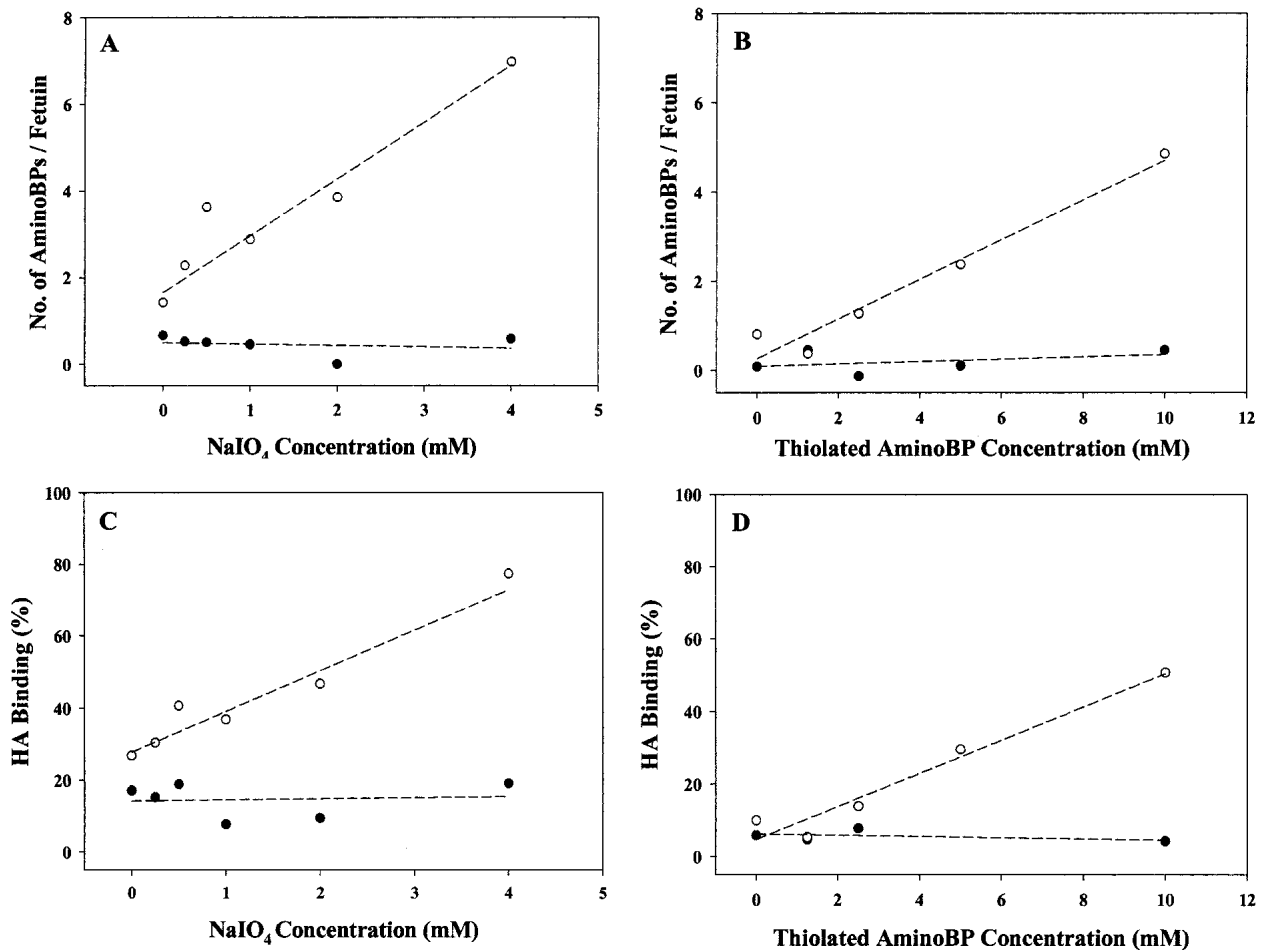 A
8
6
4
2
0
No. of AminoBPs / Fetuin
0 1 2 3 4 5
NaIO4 Concentration (mM)
B
8
6
4
2
0
No. of AminoBPs / Fetuin
0 2 4 6 8 10 12
Thiolated AminoBP Concentration (mM)
C
100
80
60
40
20
0
HA Binding (%)
0 1 2 3 4 5
NaIO4 Concentration (mM)
D
100
80
60
40
20
0
HA Binding (%)
0 2 4 6 8 10 12
Thiolated AminoBP Concentration (mM)